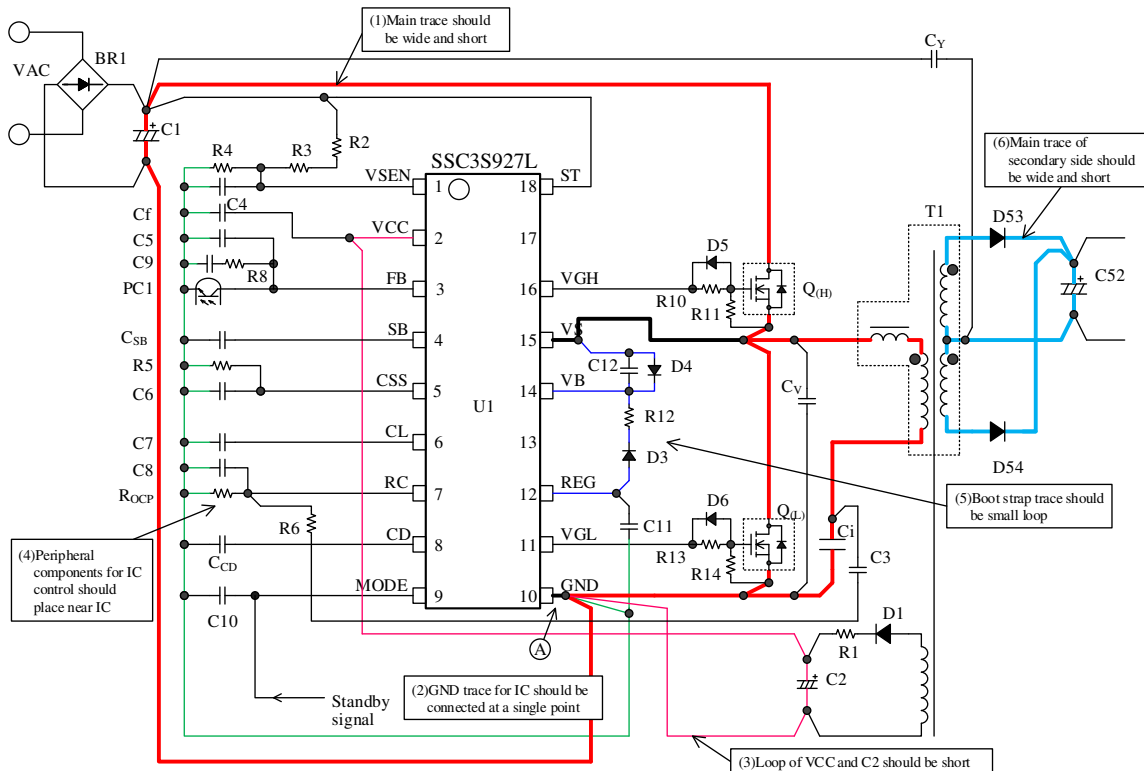 (1)Main trace should
be wide and short
CY
VAC
BR1
C1
R2
R4
R3
SSC3S927L
(6)Main trace of
secondary side should
be wide and short
VSEN
1
18
ST
C4
Cf
T1
D53
VCC
2
17
C5
D5
C9
R8
C52
PC1
FB
3
16
VGH
R10
R11
Q(H)
CSB
SB
4
15
VS
R5
C12
D4
C6
CSS
5
14
VB
CV
U1
R12
C7
CL
6
13
D3
D54
C8
ROCP
RC
7
12
REG
(5)Boot strap trace should
be small loop
R6
C11
D6
Q(L)
Ci
C3
(4)Peripheral
components for IC
control should
place near IC
CCD
CD
8
11
VGL
R13
R14
MODE
9
10
GND
C10
A
D1
R1
C2
Standby
signal
(2)GND trace for IC should be
connected at a single point
(3)Loop of VCC and C2 should be short